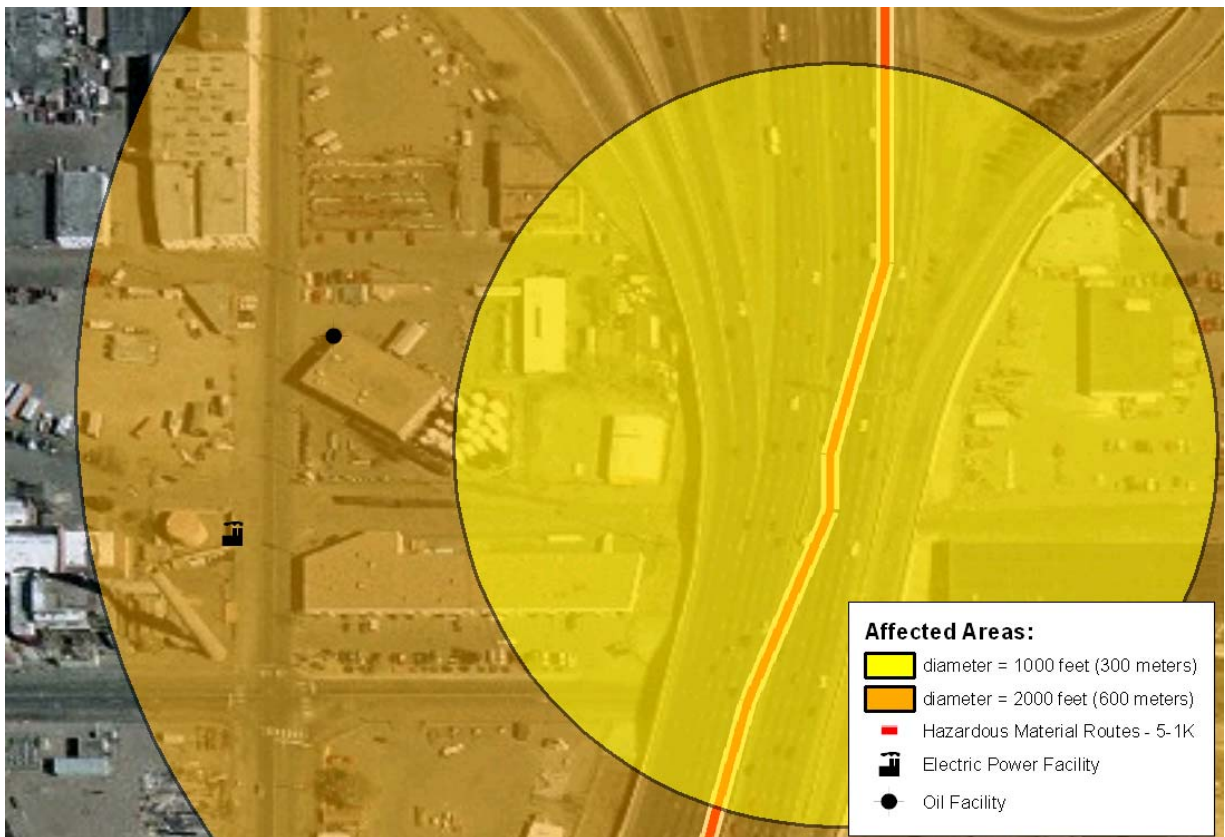 Affected Areas:
diameter = 1000 feet (300 meters)
diameter = 2000 feet (600 meters)
Hazardous Material Routes - 5-1K
Electric Power Facility
Oil Facility